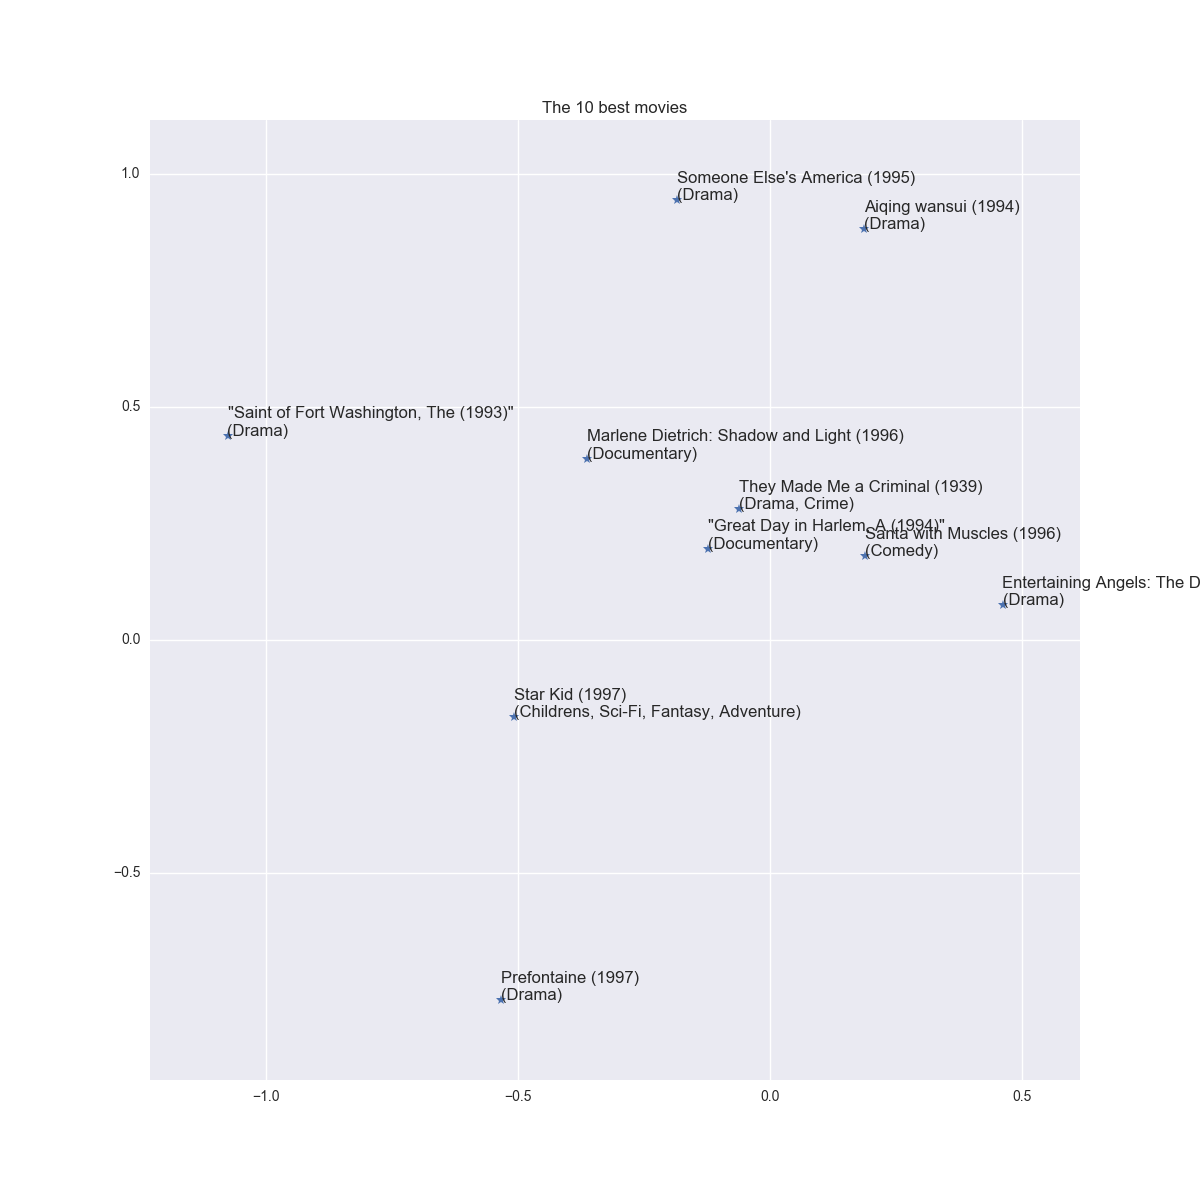 The 10 best movies
1.0
Someone Else's America (1995)
(Drama)
Aiqing wansui (1994)
(Drama)
0.5
"Saint of Fort Washington, The (1993)"
(Drama)
Marlene Dietrich: Shadow and Light (1996)
(Documentary)
They Made Me a Criminal (1939)
(Drama, Crime)
"Great Day in Harlem, A (1994)"
(Documentary)
Santa with Muscles (1996)
(Comedy)
Entertaining Angels: The D
(Drama)
0.0
Star Kid (1997)
(Childrens, Sci-Fi, Fantasy, Adventure)
−0.5
Prefontaine (1997)
(Drama)
−1.0 −0.5 0.0 0.5